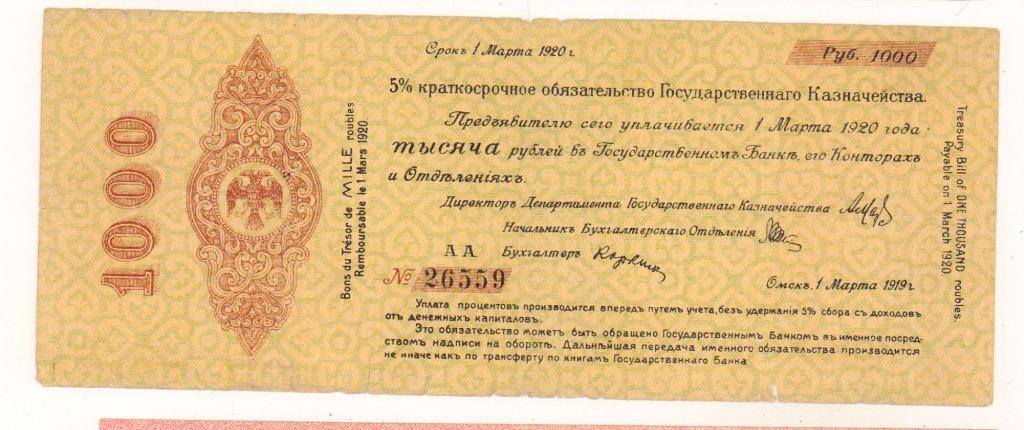 1000
Bons du Trésor de MILLE roubles
Remboursable le 1 Mars 1920.
Срокъ 1 Марта 1920 г.
Руб. 1000
5% краткосрочное обязательство Государственнаго Казначейства.
Предъявителю сего уплачивается 1 Марта 1920 года
тысяча рублей въ Государственномъ Банкѣ, его Конторахъ
и Отдѣленіяхъ.
Директоръ Департамента Государственнаго Казначейства
Начальникъ Бухгалтерскаго Отдѣленія
АА Бухгалтеръ
№ 26559
Омскъ, 1 Марта 1919 г.
Уплата процентовъ производится впередъ путемъ учета, безъ удержанія 5% сбора съ доходовъ
отъ денежныхъ капиталовъ.
Это обязательство можетъ быть обращено Государственнымъ Банкомъ въ именное посред-
ствомъ надписи на оборотѣ. Дальнѣйшая передача именного обязательства производится
не иначе какъ по трансферту по книгамъ Государственнаго Банка
Treasury Bill of ONE THOUSAND roubles.
Payable on 1 March 1920.